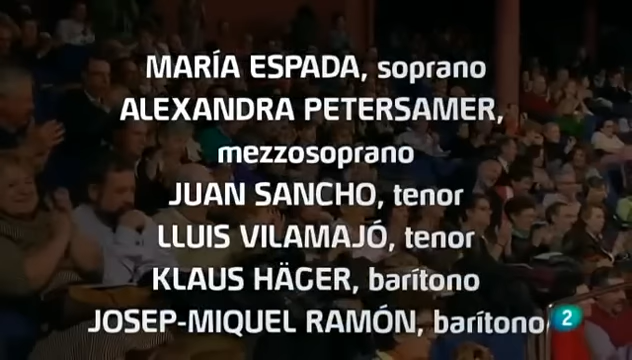 MARÍA ESPADA, soprano
ALEXANDRA PETERSAMER,
mezzosoprano
JUAN SANCHO, tenor
LLUIS VILAMAJÓ, tenor
KLAUS HÄGER, barítono
JOSEP-MIQUEL RAMÓN, barítono
2